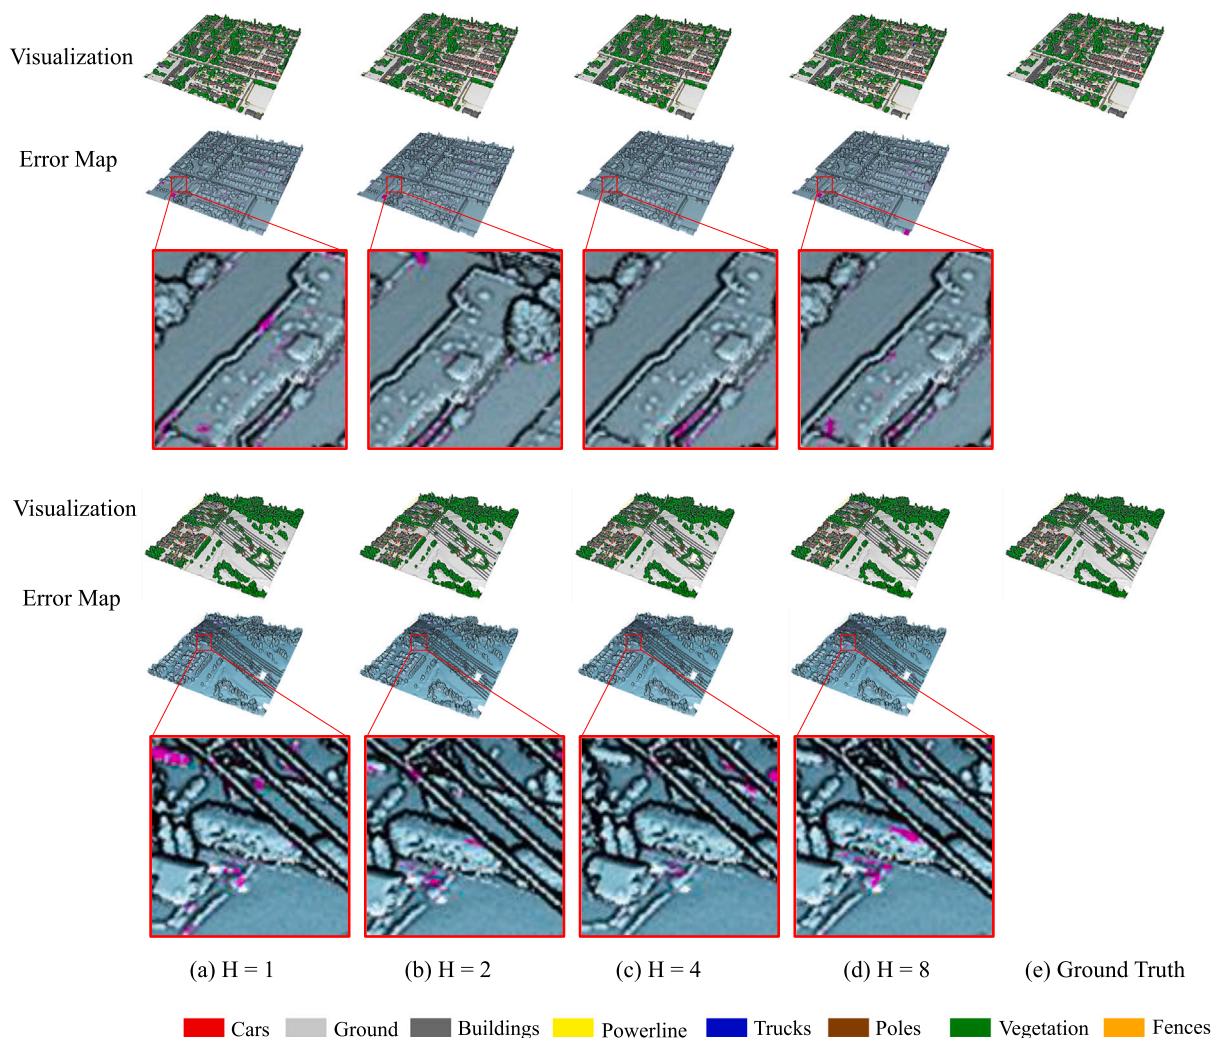 Visualization
Error Map
Visualization
Error Map
(a) H = 1 (b) H = 2 (c) H = 4 (d) H = 8 (e) Ground Truth
Cars Ground Buildings Powerline Trucks Poles Vegetation Fences